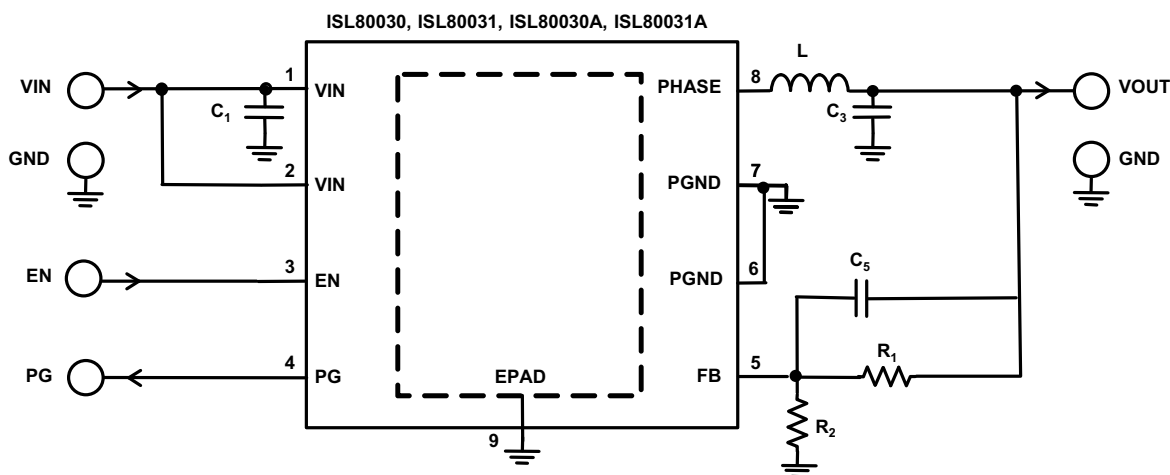 ISL80030, ISL80031, ISL80030A, ISL80031A
VIN
1
VIN
C1
GND
2
VIN
EN
3
EN
PG
4
PG
EPAD
9
PHASE
8
L
C3
VOUT
PGND
7
GND
PGND
6
C5
FB
5
R1
R2